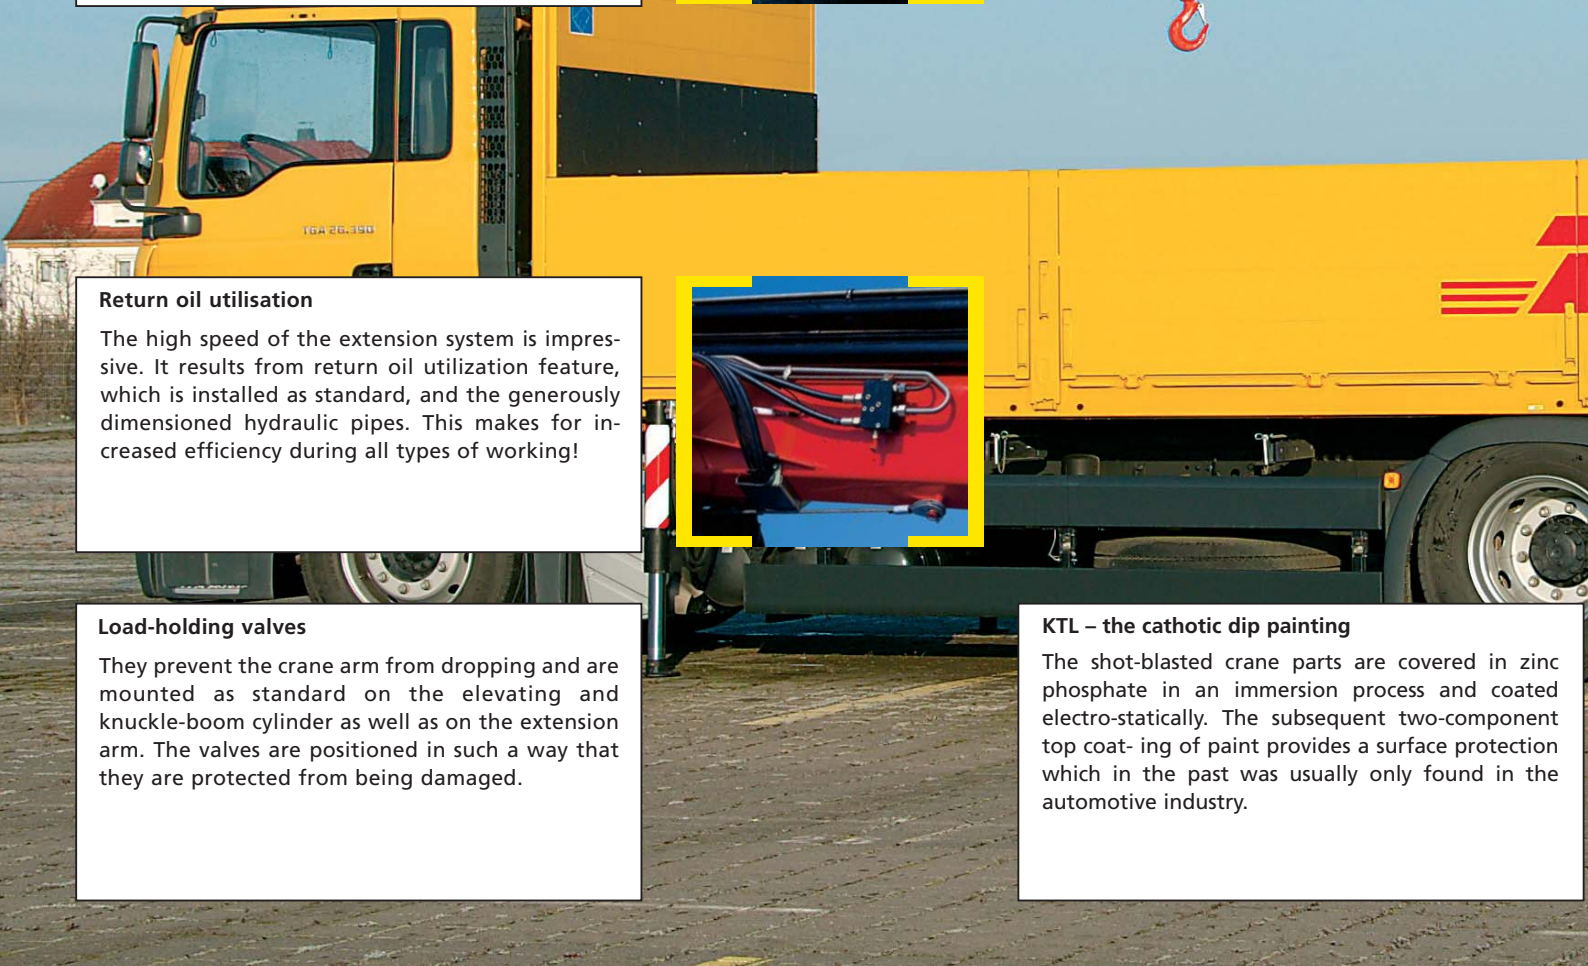 TGA 26.390
Return oil utilisation
The high speed of the extension system is impres-
sive. It results from return oil utilization feature,
which is installed as standard, and the generously
dimensioned hydraulic pipes. This makes for in-
creased efficiency during all types of working!
Load-holding valves
They prevent the crane arm from dropping and are
mounted as standard on the elevating and
knuckle-boom cylinder as well as on the extension
arm. The valves are positioned in such a way that
they are protected from being damaged.
KTL – the cathotic dip painting
The shot-blasted crane parts are covered in zinc
phosphate in an immersion process and coated
electro-statically. The subsequent two-component
top coat- ing of paint provides a surface protection
which in the past was usually only found in the
automotive industry.